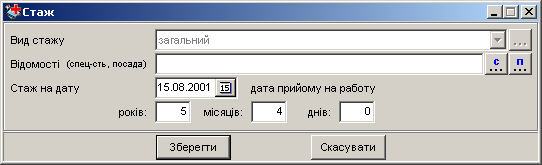 Стаж
Вид стажу загальний ...
Відомості (спец-сть, посада) с ... п ...
Стаж на дату 15.08.2001 15 дата прийому на работу
років: 5 місяців: 4 днів: 0
Зберегти Скасувати